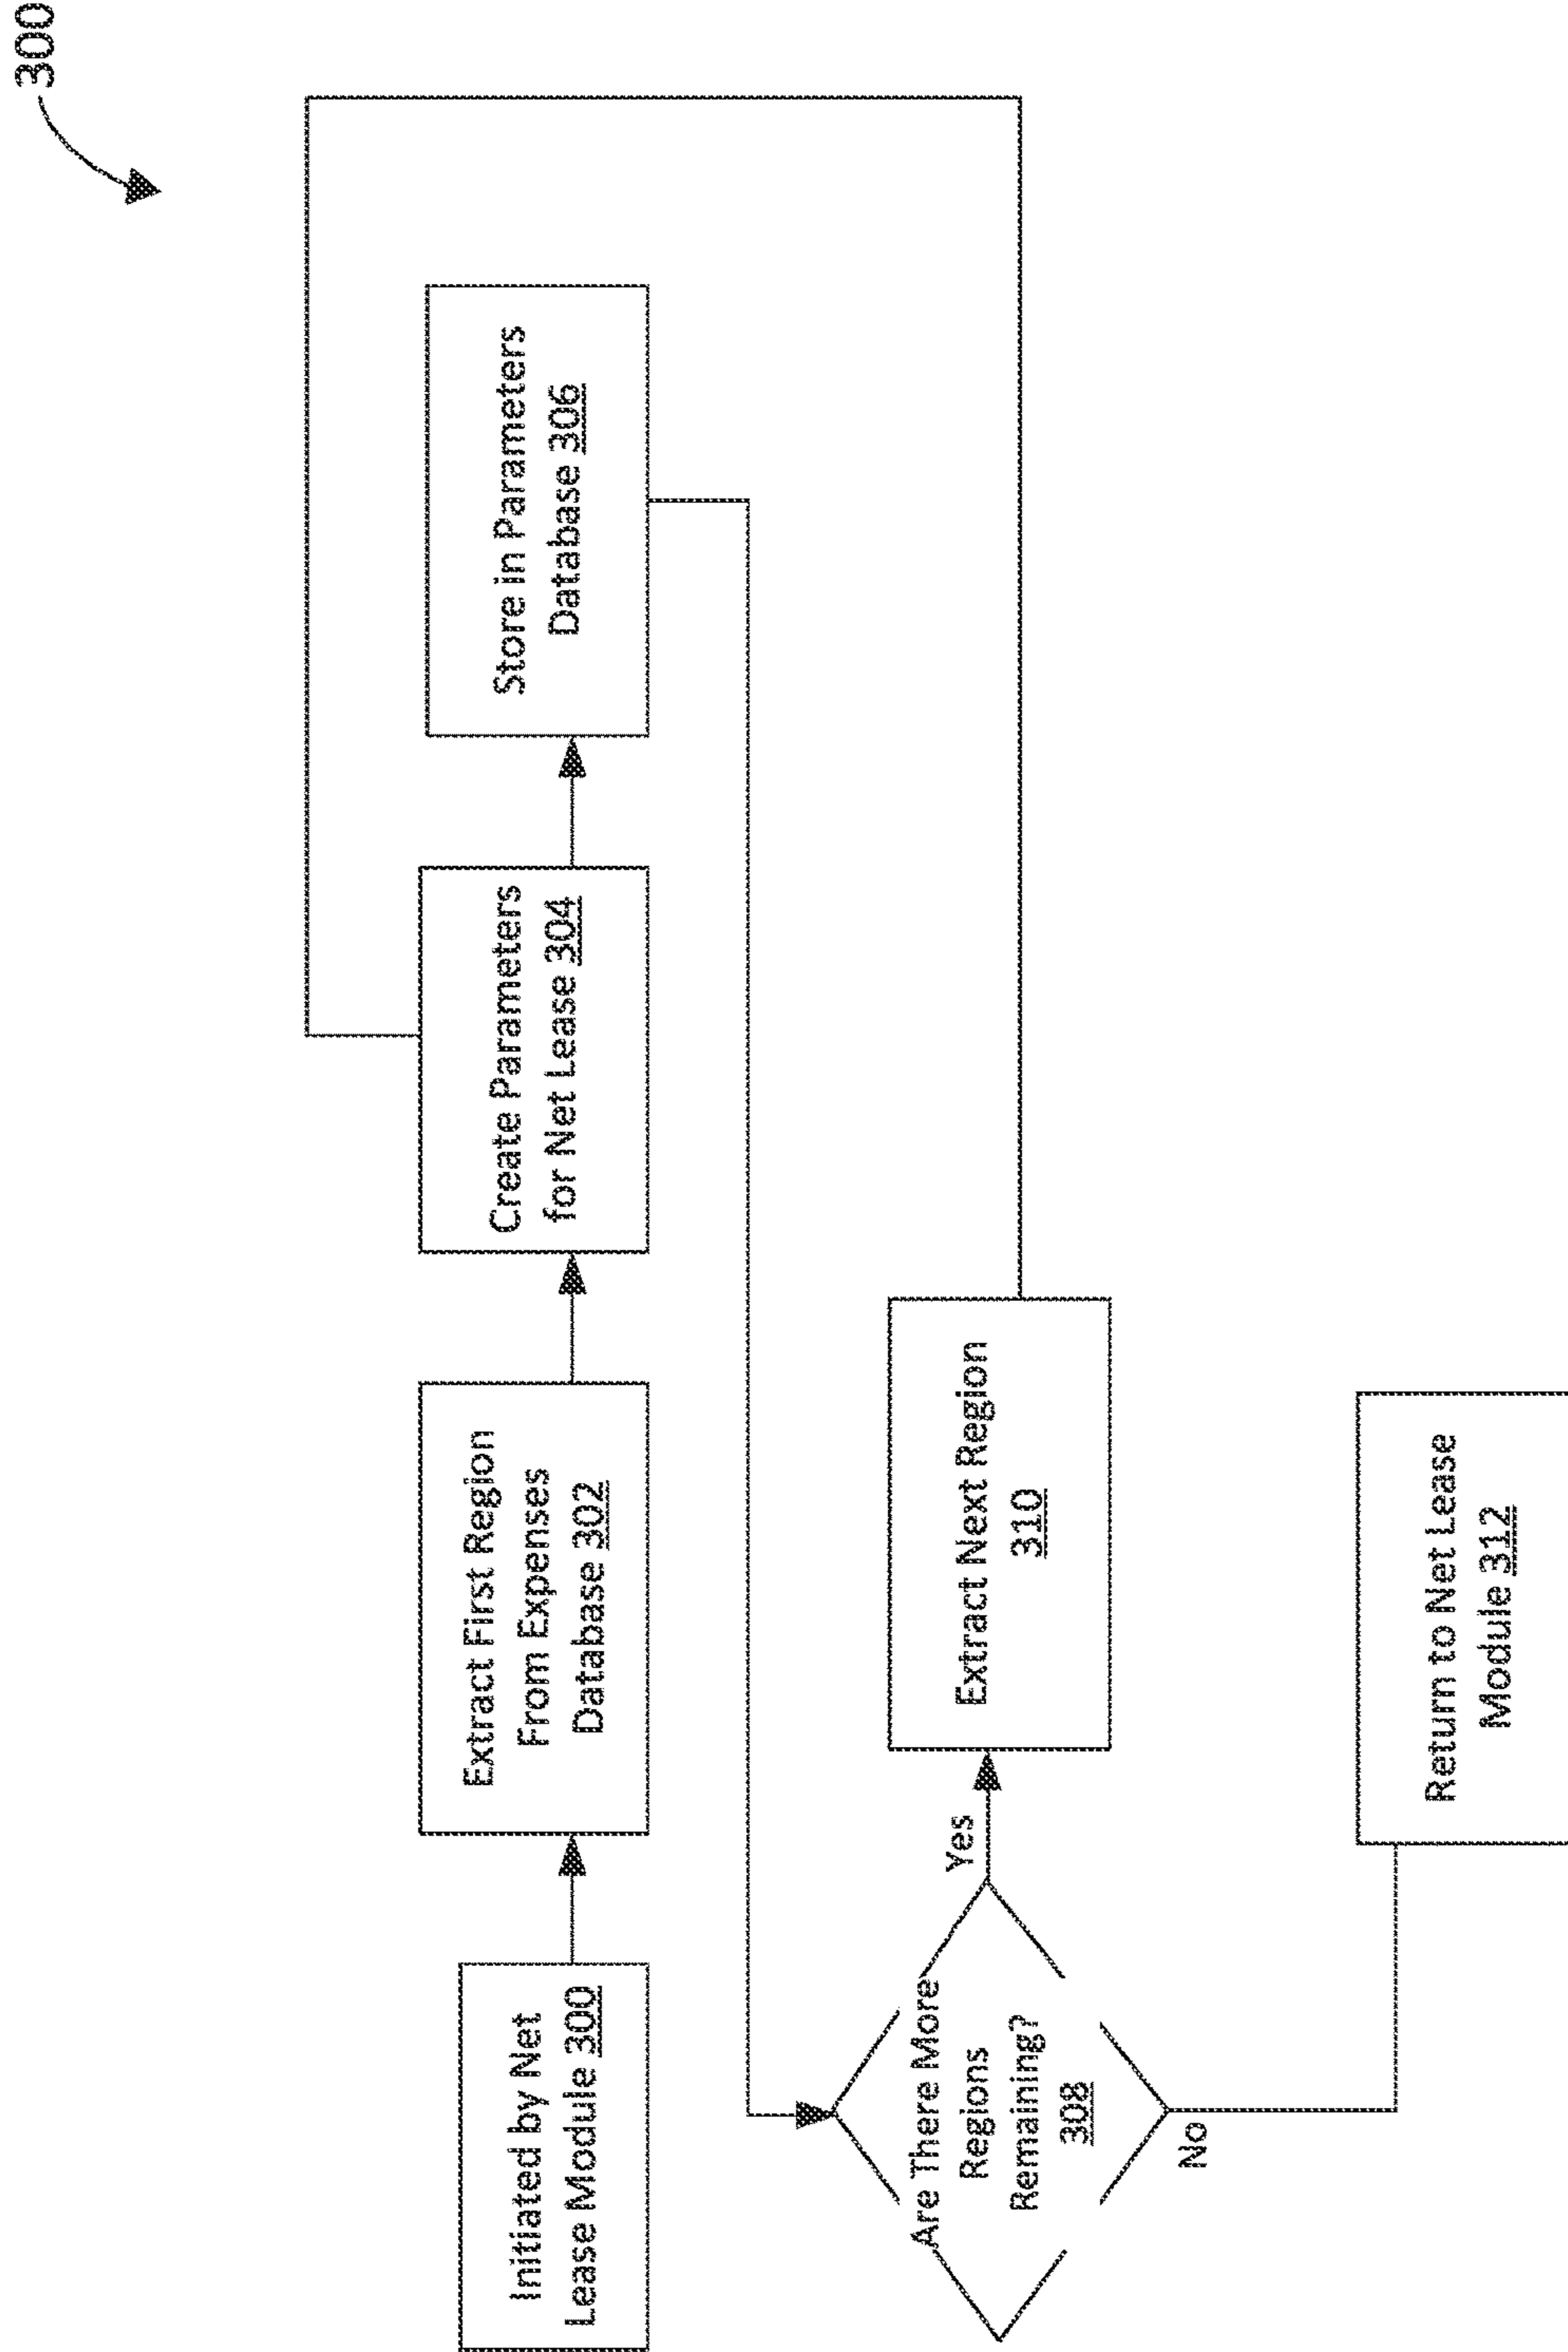 300
Initiated by Net
Lease Module 300
Extract First Region
From Expenses
Database 302
Create Parameters
for Net Lease 304
Store in Parameters
Database 306
Are There More
Regions
Remaining?
308
Yes
Extract Next Region
310
No
Return to Net Lease
Module 312